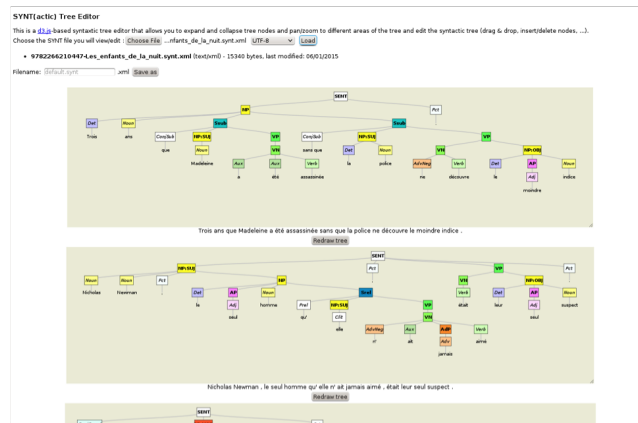 SYNT(actic) Tree Editor
This is a d3.js-based syntaxtic tree editor that allows you to expand and collapse tree nodes and pan/zoom to different areas of the tree and edit the syntactic tree (drag & drop, insert/delete nodes, ...).
Choose the SYNT file you will view/edit : Choose File ...nfants_de_la_nuit.synt.xml UTF-8 Load
• 9782266210447-Les_enfants_de_la_nuit.synt.xml (text/xml) - 15340 bytes, last modified: 06/01/2015
Filename: default.synt .xml Save as
SENT
NP Pct
Det Noun Ssub .
Trois ans Conj/Sub NP:SUJ VP Conj/Sub NP:SUJ VP
que Noun VN sans que Det Noun VN NP:OBJ
Madeleine Aux Aux Verb la police AdvNeg Verb Det AP Noun
a été assassinée ne découvre le Adj indice
moindre
Trois ans que Madeleine a été assassinée sans que la police ne découvre le moindre indice .
Redraw tree
SENT
NP:SUJ Pct VP Pct
Noun Noun Pct NP , VN NP:OBJ .
Nicholas Newman , Det AP Noun Srel Verb Det AP Noun
le Adj homme Prel NP:SUJ VP était leur Adj suspect
seul qu' Clit VN seul
elle AdvNeg Aux AdP Verb
n' ait Adv aimé
jamais
Nicholas Newman , le seul homme qu' elle n' ait jamais aimé , était leur seul suspect .
Redraw tree
SENT